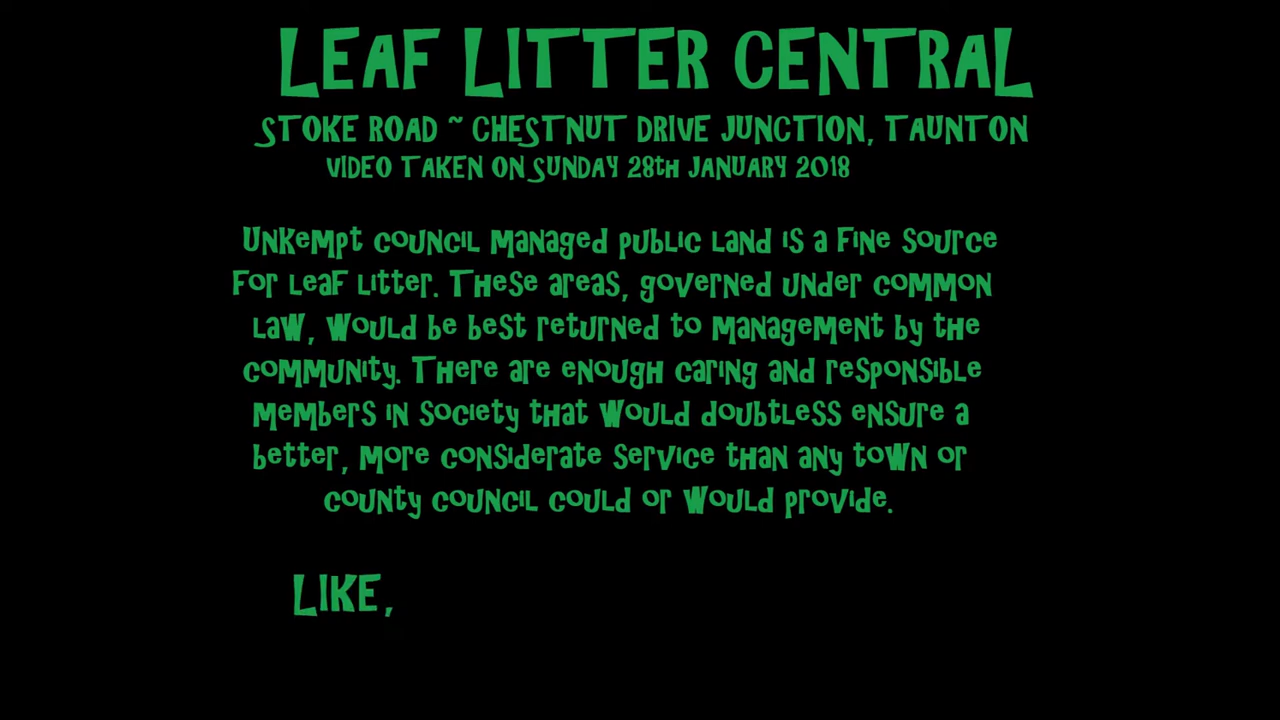 LEAF LITTER CENTRAL
STOKE ROAD ~ CHESTNUT DRIVE JUNCTION, TAUNTON
VIDEO TAKEN ON SUNDAY 28th JANUARY 2018
Unkempt council managed public land is a fine source
for leaf litter. These areas, governed under common
law, would be best returned to management by the
community. There are enough caring and responsible
members in society that would doubtless ensure a
better, more considerate service than any town or
county council could or would provide.
LIKE,